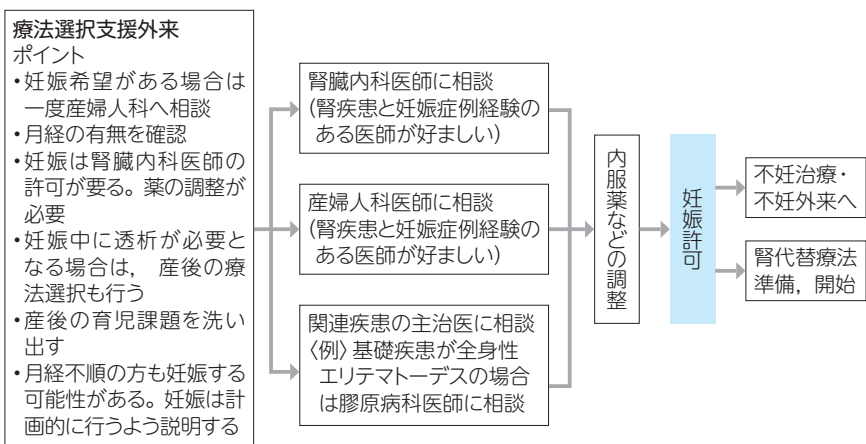 療法選択支援外来
ポイント
・妊娠希望がある場合は
一度産婦人科へ相談
・月経の有無を確認
・妊娠は腎臓内科医師の
許可が要る。薬の調整が
必要
・妊娠中に透析が必要と
なる場合は，産後の療
法選択も行う
・産後の育児課題を洗い
出す
・月経不順の方も妊娠する
可能性がある。妊娠は計
画的に行うよう説明する
腎臓内科医師に相談
(腎疾患と妊娠症例経験の
ある医師が好ましい)
産婦人科医師に相談
(腎疾患と妊娠症例経験の
ある医師が好ましい)
関連疾患の主治医に相談
〈例〉基礎疾患が全身性
エリテマトーデスの場合
は膠原病科医師に相談
内服薬などの調整
妊娠許可
不妊治療・
不妊外来へ
腎代替療法
準備，開始